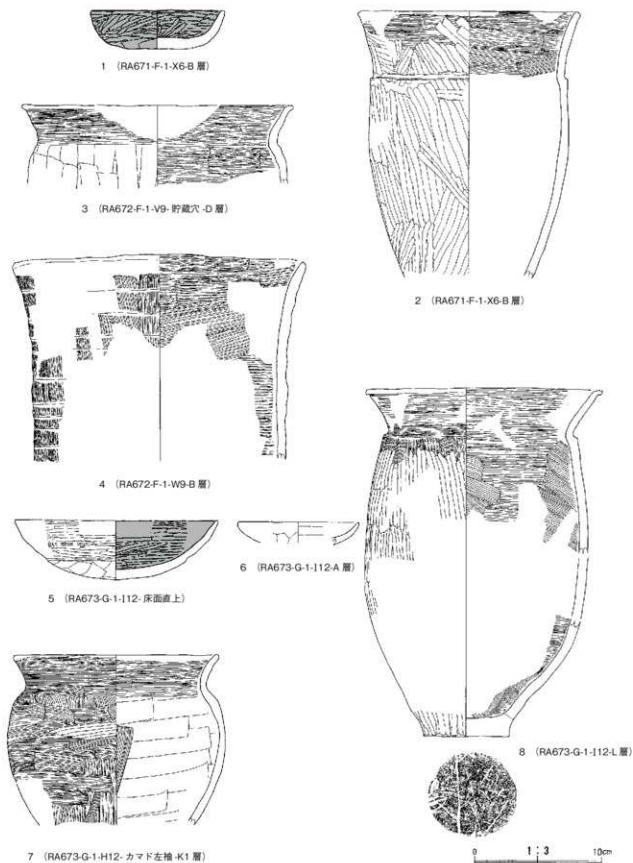 1 (RA671-F-1-X6-B 層)
2 (RA671-F-1-X6-B 層)
3 (RA672-F-1-V9- 貯蔵穴 -D 層)
4 (RA672-F-1-W9-B 層)
5 (RA673-G-1-I12- 床面直上)
6 (RA673-G-1-I12-A 層)
7 (RA673-G-1-H12- カマド左袖 -K1 層)
8 (RA673-G-1-I12-L 層)
0 1:3 10cm